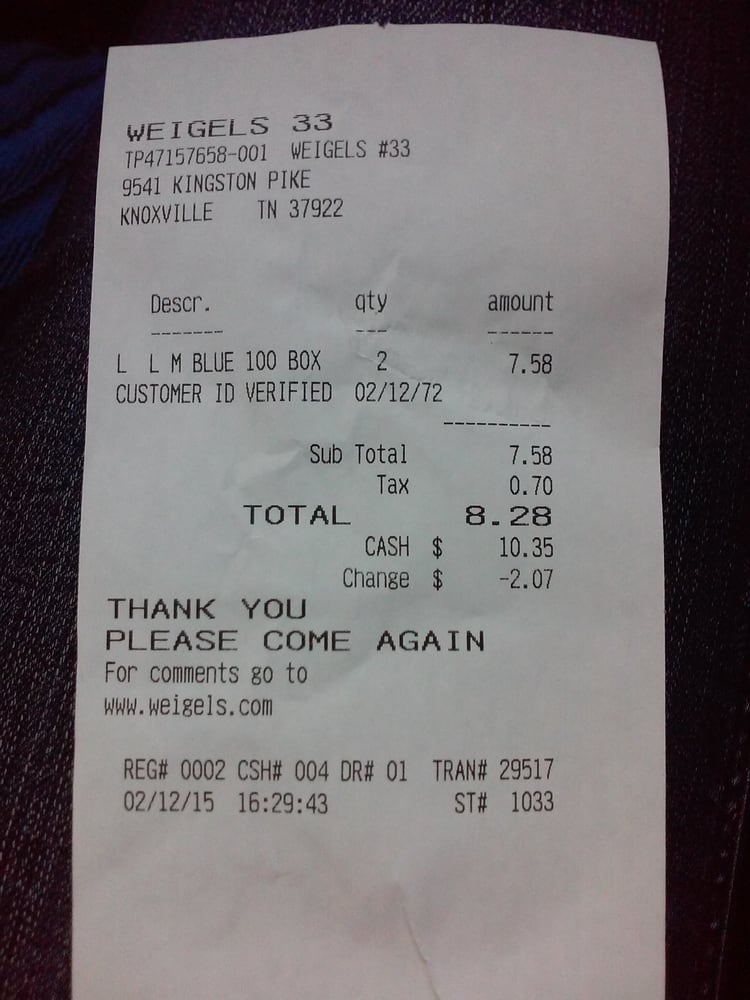 WEIGELS 33
TP47157658-001 WEIGELS #33
9541 KINGSTON PIKE
KNOXVILLE TN 37922
Descr. qty amount
------- --- ------
L L M BLUE 100 BOX 2 7.58
CUSTOMER ID VERIFIED 02/12/72
----------
Sub Total 7.58
Tax 0.70
TOTAL 8.28
CASH $ 10.35
Change $ -2.07
THANK YOU
PLEASE COME AGAIN
For comments go to
www.weigels.com
REG# 0002 CSH# 004 DR# 01 TRAN# 29517
02/12/15 16:29:43 ST# 1033